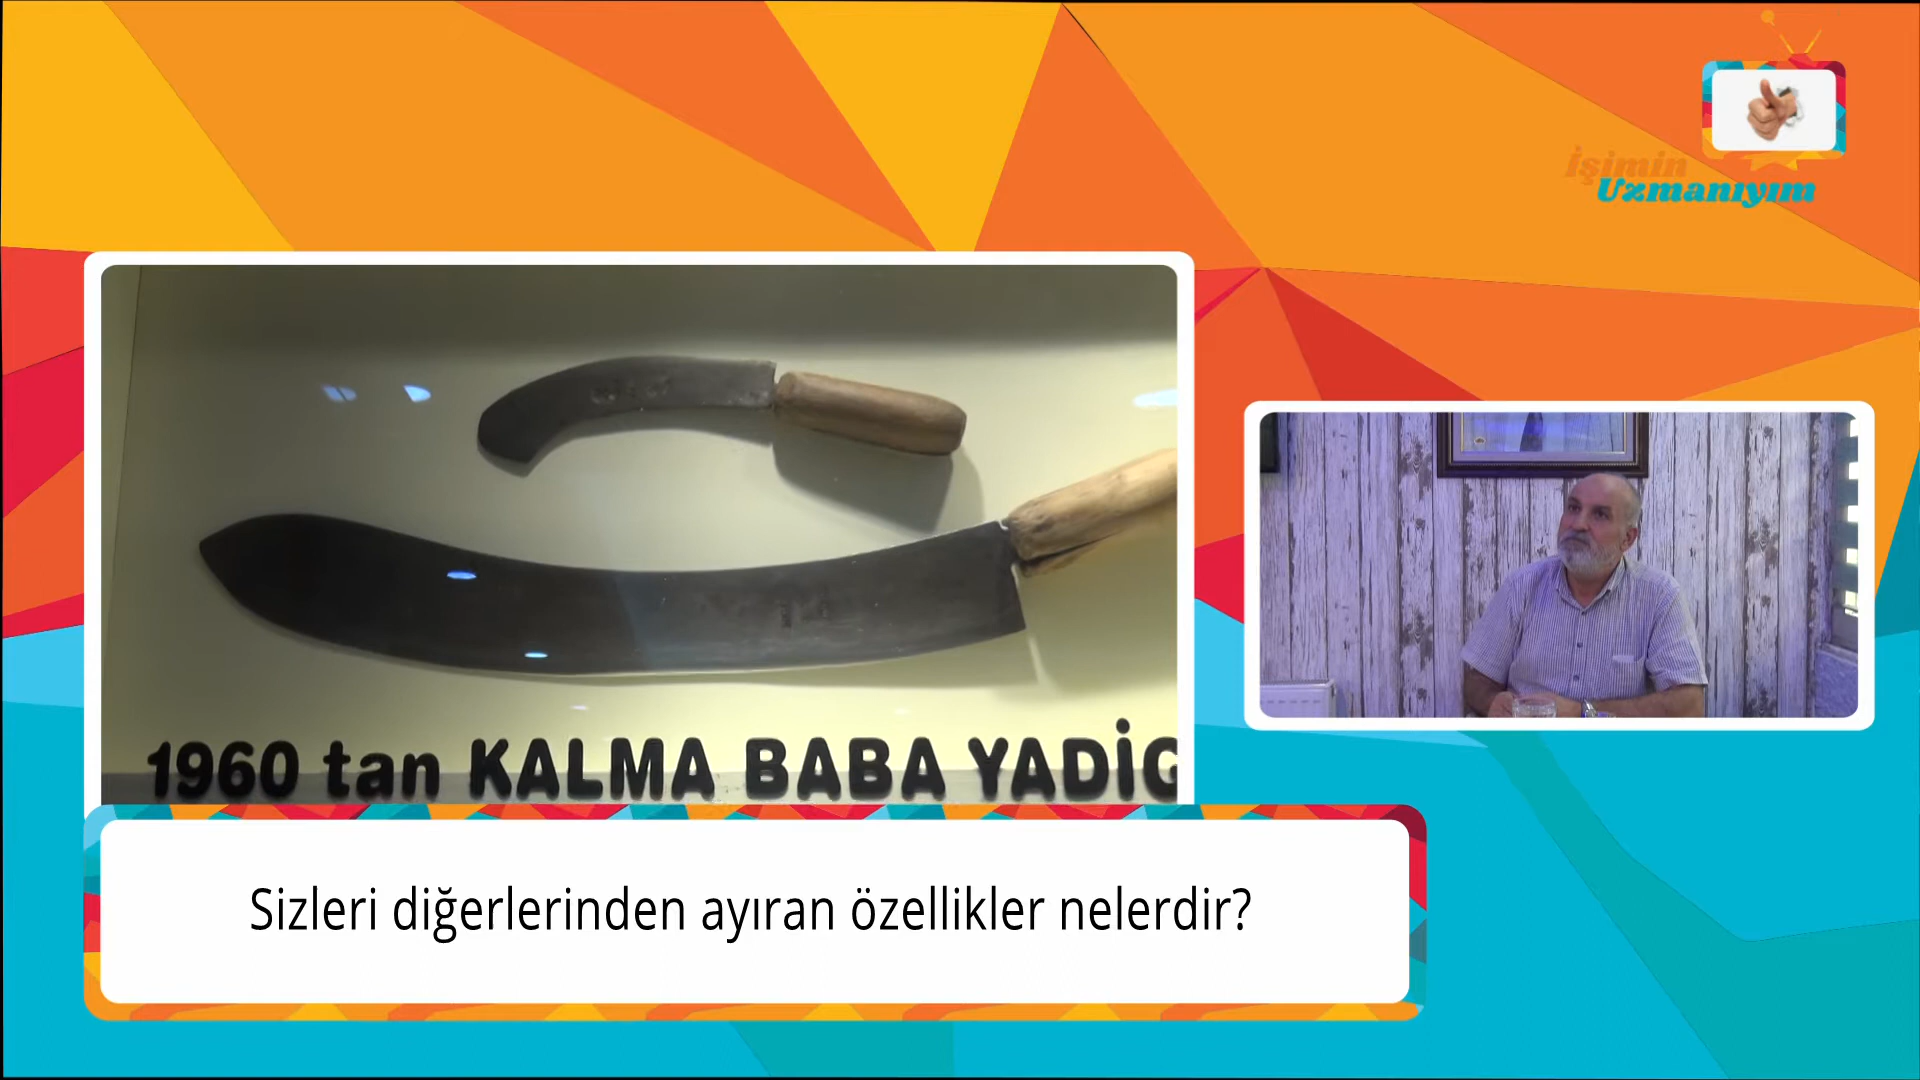 İşimin
Uzmanıyım
1960 tan KALMA BABA YADİG
Sizleri diğerlerinden ayıran özellikler nelerdir?